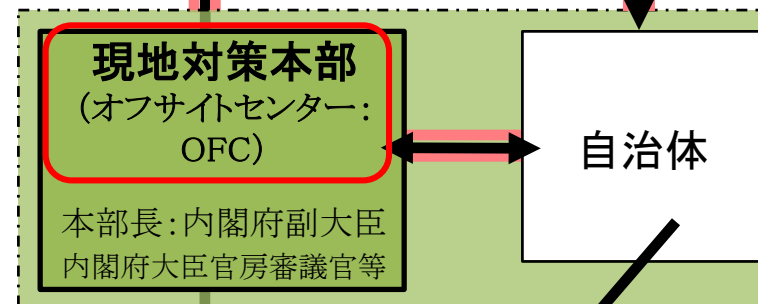 現地対策本部
(オフサイトセンター:
OFC)
本部長:内閣府副大臣
内閣府大臣官房審議官等
自治体